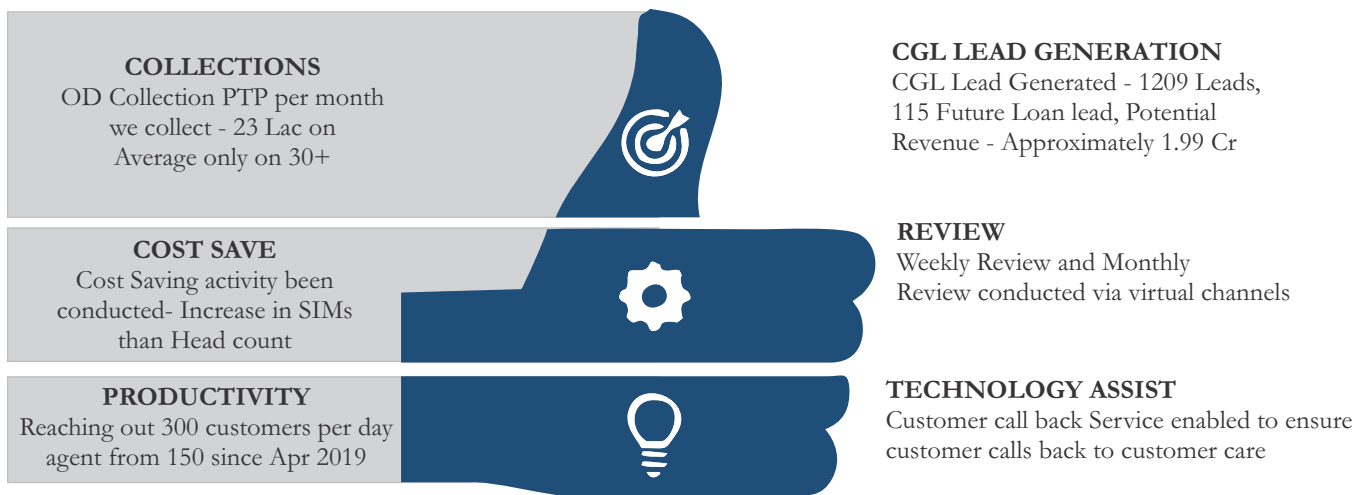 COLLECTIONS
OD Collection PTP per month
we collect - 23 Lac on
Average only on 30+
CGL LEAD GENERATION
CGL Lead Generated - 1209 Leads,
115 Future Loan lead, Potential
Revenue - Approximately 1.99 Cr
COST SAVE
Cost Saving activity been
conducted- Increase in SIMs
than Head count
REVIEW
Weekly Review and Monthly
Review conducted via virtual channels
PRODUCTIVITY
Reaching out 300 customers per day
agent from 150 since Apr 2019
TECHNOLOGY ASSIST
Customer call back Service enabled to ensure
customer calls back to customer care